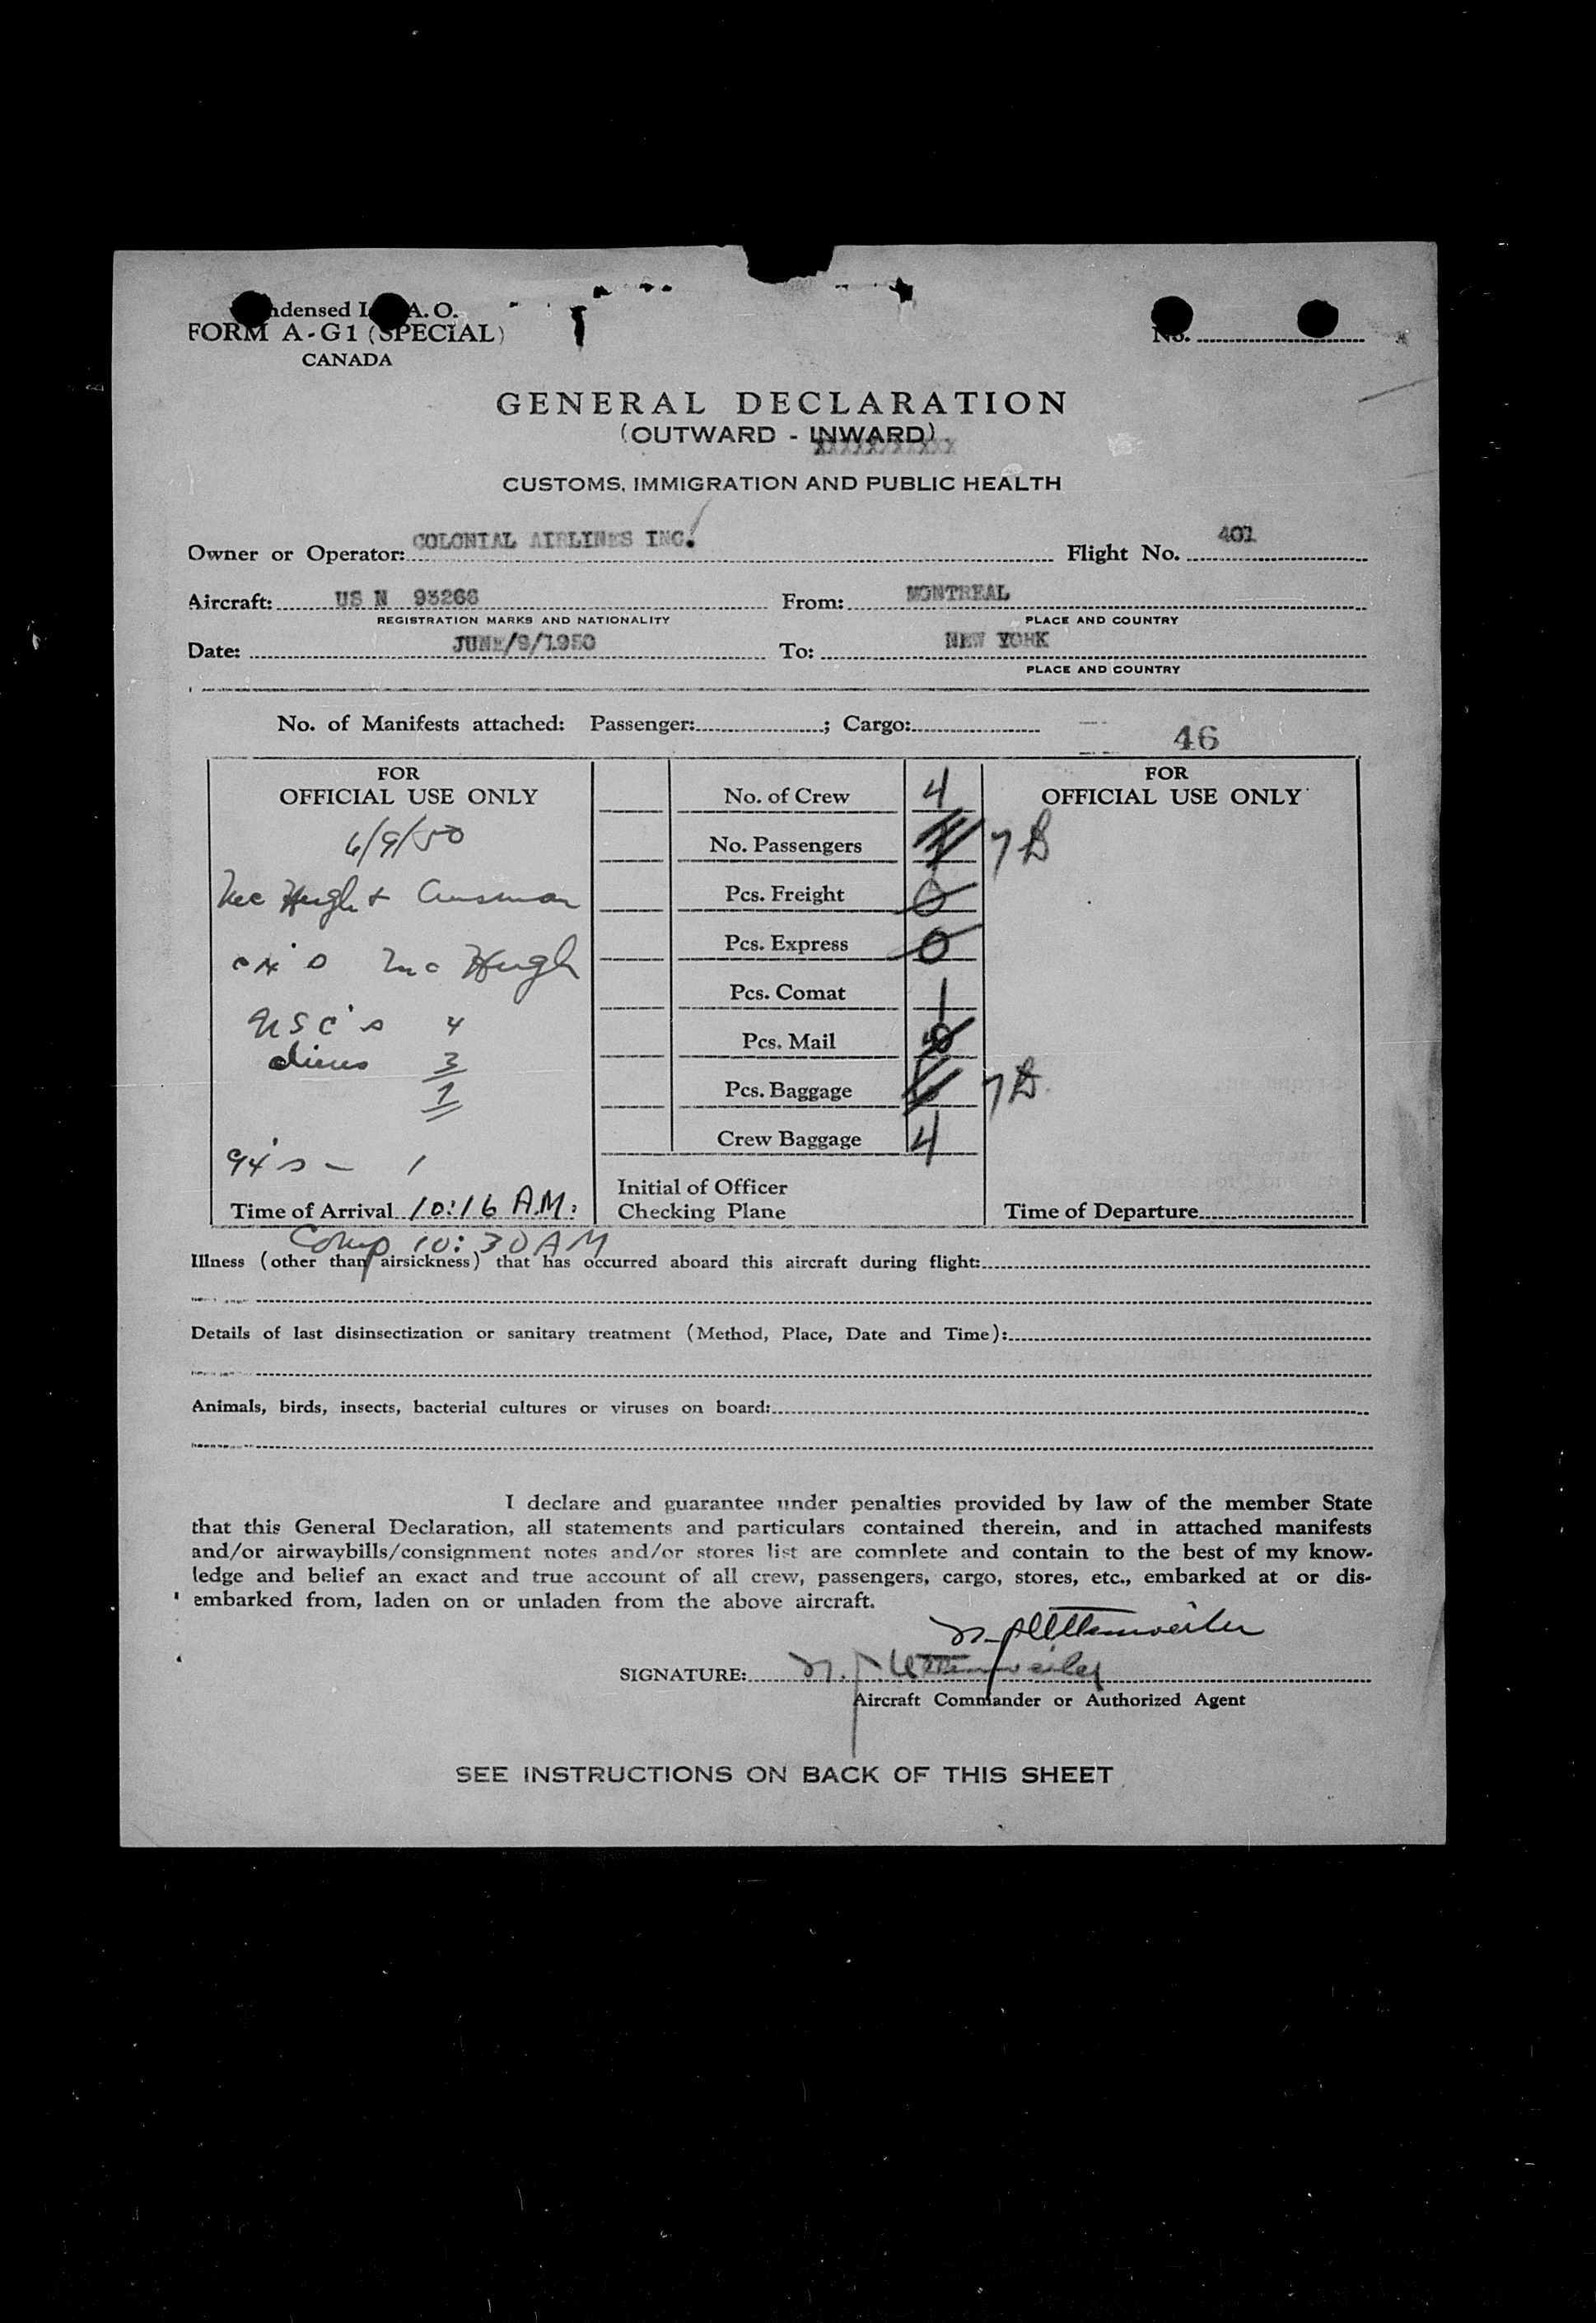 Condensed I.C.A.O.
FORM A-G1 (SPECIAL)
CANADA
No.
GENERAL DECLARATION
(OUTWARD - INWARD)
XXXXXXXXXXX
CUSTOMS, IMMIGRATION AND PUBLIC HEALTH
Owner or Operator: COLONIAL AIRLINES INC. Flight No. 401
Aircraft: US N 93266 From: MONTREAL
REGISTRATION MARKS AND NATIONALITY PLACE AND COUNTRY
Date: JUNE/9/1950 To: NEW YORK
PLACE AND COUNTRY
No. of Manifests attached: Passenger: ; Cargo:
46
FOR
OFFICIAL USE ONLY
6/9/50
Mc Hugh +
Mc Hugh
USC's 4
aliens 3
1
94's - 1
Time of Arrival 10:16 A.M.
Comp 10:30 AM
No. of Crew 4
No. Passengers 7
Pcs. Freight 0
Pcs. Express 0
Pcs. Comat 1
Pcs. Mail
Pcs. Baggage 7
Crew Baggage 4
Initial of Officer
Checking Plane
FOR
OFFICIAL USE ONLY
Time of Departure
Illness (other than airsickness) that has occurred aboard this aircraft during flight:
Details of last disinsectization or sanitary treatment (Method, Place, Date and Time):
Animals, birds, insects, bacterial cultures or viruses on board:
I declare and guarantee under penalties provided by law of the member State
that this General Declaration, all statements and particulars contained therein, and in attached manifests
and/or airwaybills/consignment notes and/or stores list are complete and contain to the best of my know-
ledge and belief an exact and true account of all crew, passengers, cargo, stores, etc., embarked at or dis-
embarked from, laden on or unladen from the above aircraft.
N. J. Uttenweiler
SIGNATURE: N. J. Uttenweiler
Aircraft Commander or Authorized Agent
SEE INSTRUCTIONS ON BACK OF THIS SHEET